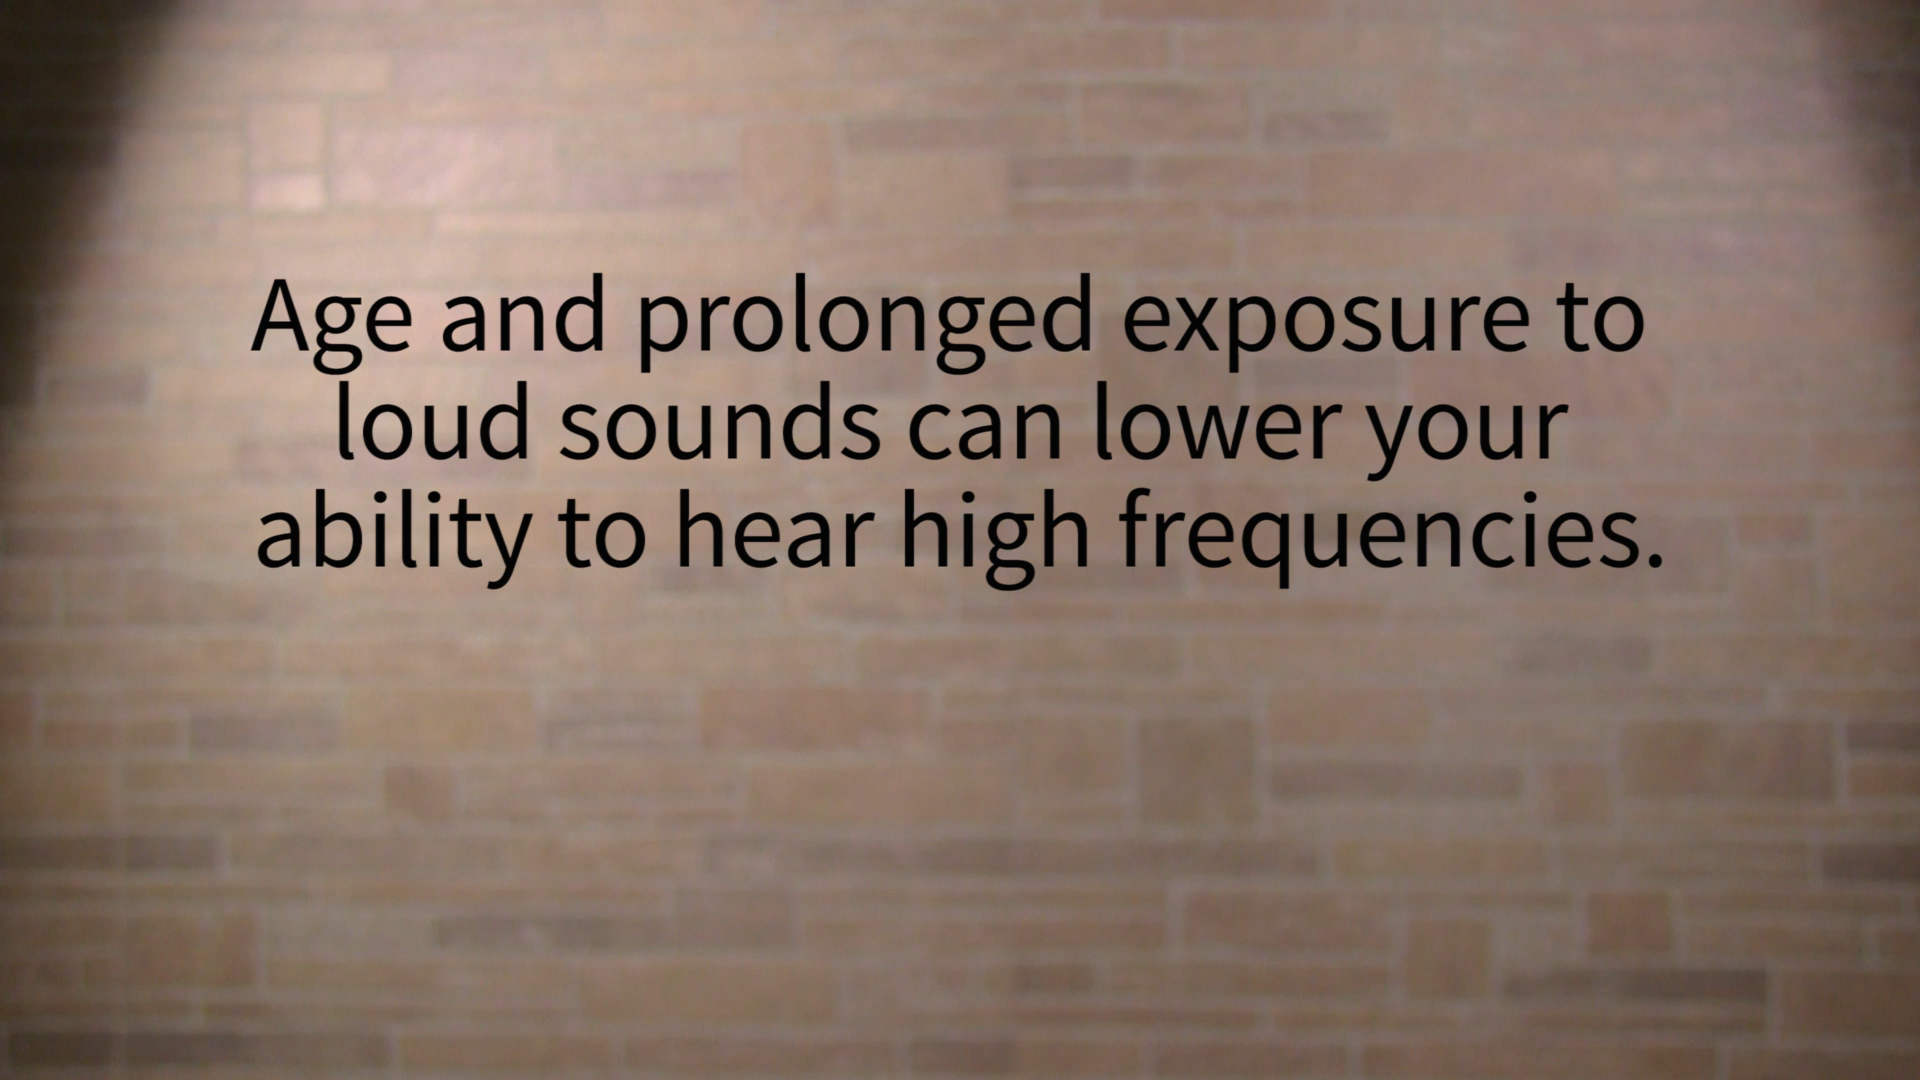 Age and prolonged exposure to
loud sounds can lower your
ability to hear high frequencies.